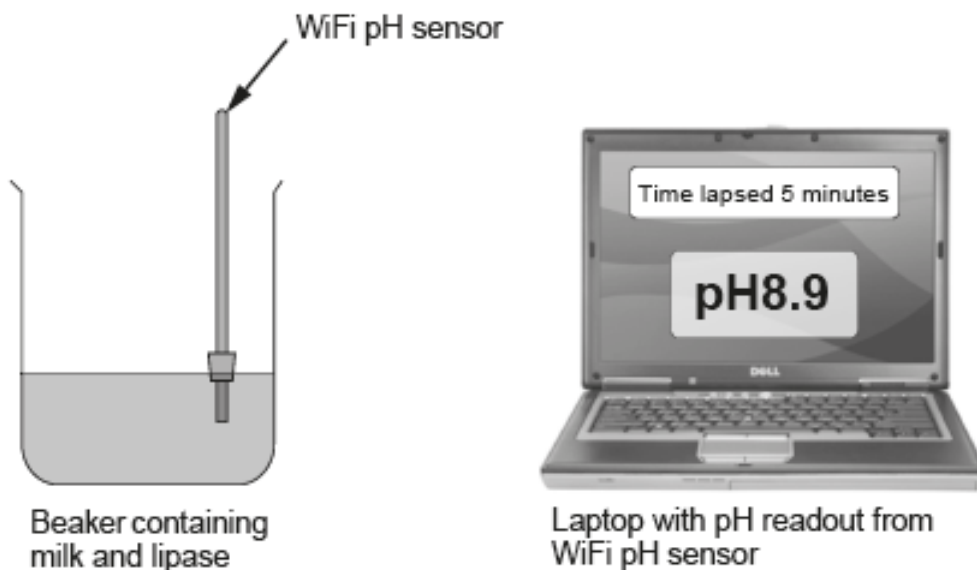 WiFi pH sensor
Time lapsed 5 minutes
pH8.9
DELL
Beaker containing
milk and lipase
Laptop with pH readout from
WiFi pH sensor